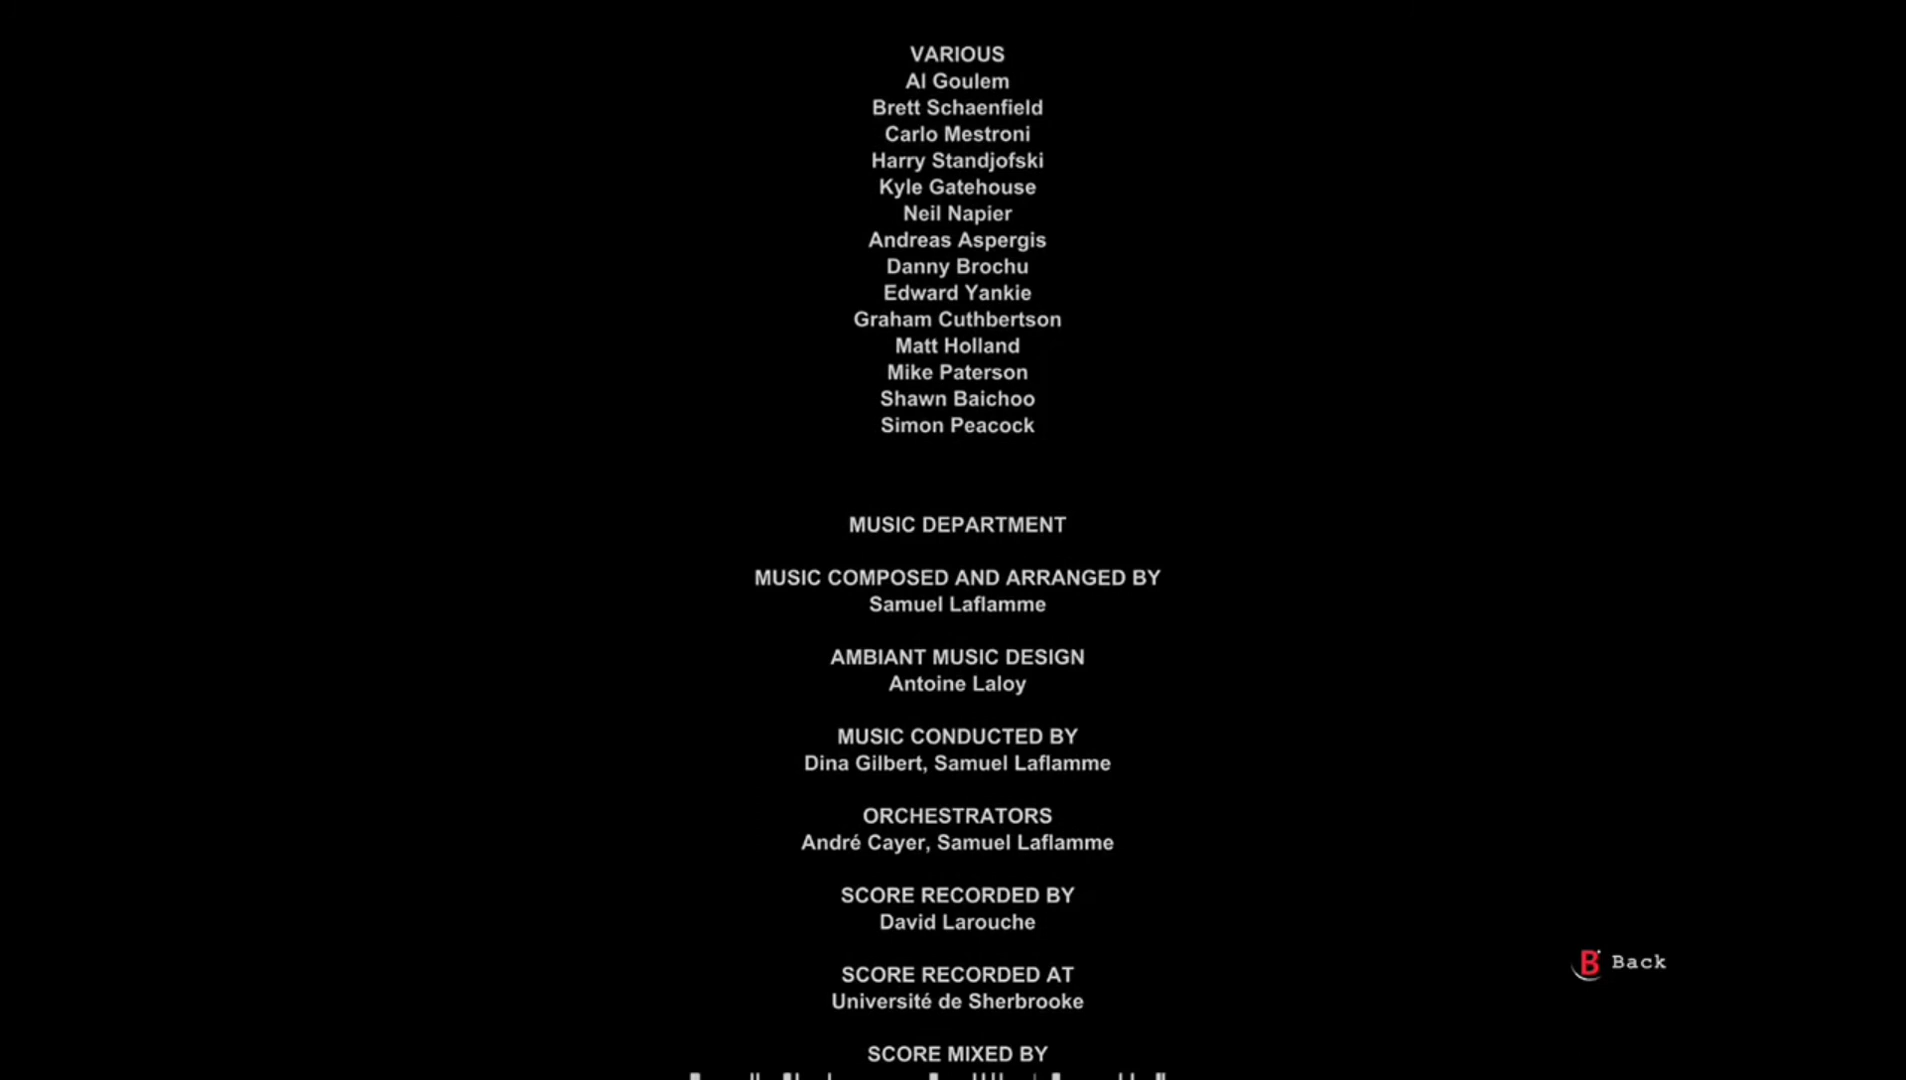 VARIOUS
Al Goulem
Brett Schaenfield
Carlo Mestroni
Harry Standjofski
Kyle Gatehouse
Neil Napier
Andreas Aspergis
Danny Brochu
Edward Yankie
Graham Cuthbertson
Matt Holland
Mike Paterson
Shawn Baichoo
Simon Peacock
MUSIC DEPARTMENT
MUSIC COMPOSED AND ARRANGED BY
Samuel Laflamme
AMBIANT MUSIC DESIGN
Antoine Laloy
MUSIC CONDUCTED BY
Dina Gilbert, Samuel Laflamme
ORCHESTRATORS
André Cayer, Samuel Laflamme
SCORE RECORDED BY
David Larouche
B Back
SCORE RECORDED AT
Université de Sherbrooke
SCORE MIXED BY